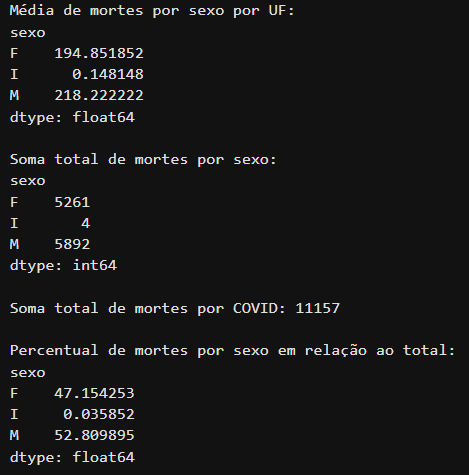 Média de mortes por sexo por UF:
sexo
F    194.851852
I      0.148148
M    218.222222
dtype: float64

Soma total de mortes por sexo:
sexo
F    5261
I       4
M    5892
dtype: int64

Soma total de mortes por COVID: 11157

Percentual de mortes por sexo em relação ao total:
sexo
F    47.154253
I     0.035852
M    52.809895
dtype: float64